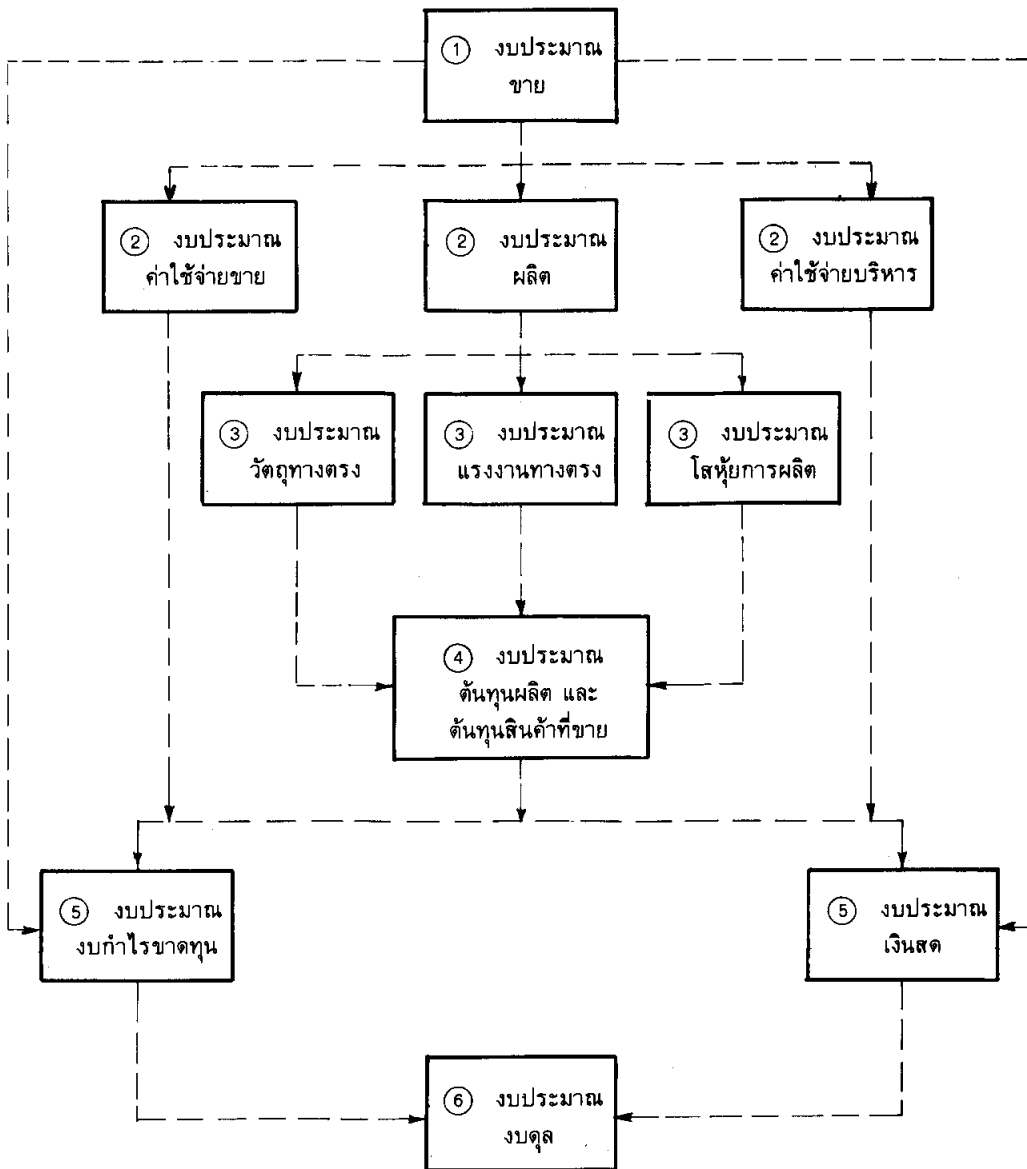 ① งบประมาณ
ขาย
② งบประมาณ
ค่าใช้จ่ายขาย
② งบประมาณ
ผลิต
② งบประมาณ
ค่าใช้จ่ายบริหาร
③ งบประมาณ
วัตถุทางตรง
③ งบประมาณ
แรงงานทางตรง
③ งบประมาณ
โสหุ้ยการผลิต
④ งบประมาณ
ต้นทุนผลิต และ
ต้นทุนสินค้าที่ขาย
⑤ งบประมาณ
งบกำไรขาดทุน
⑤ งบประมาณ
เงินสด
⑥ งบประมาณ
งบดุล